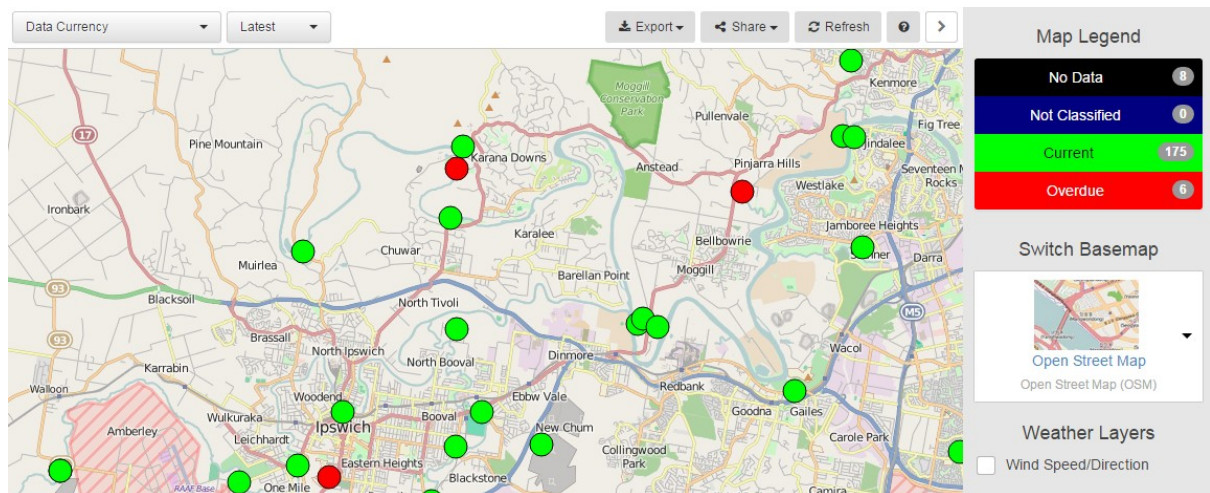 Data Currency
Latest
Export
Share
Refresh
?
Map Legend
No Data 8
Not Classified 0
Current 175
Overdue 6
Switch Basemap
Open Street Map
Open Street Map (OSM)
Weather Layers
Wind Speed/Direction
Moggill
Conservation
Park
Kenmore
Pullenvale
Fig Tree
17
Pine Mountain
Karana Downs
Anstead
Pinjarra Hills
Jindalee
Seventeen M
Rocks
Westlake
Ironbark
Jamboree Heights
Karalee
Chuwar
Bellbowrie
Darra
Muirlea
Barellan Point
Moggill
93
Blacksoil
North Tivoli
M5
Brassall
93
North Ipswich
North Booval
Dinmore
Wacol
Karrabin
Walloon
Woodend
Ebbw Vale
Redbank
Wulkuraka
Booval
Goodna
Gailes
Amberley
Ipswich
New Chum
Leichhardt
Carole Park
Collingwood
Park
Eastern Heights
Blackstone
RAAF Base
One Mile
Camira